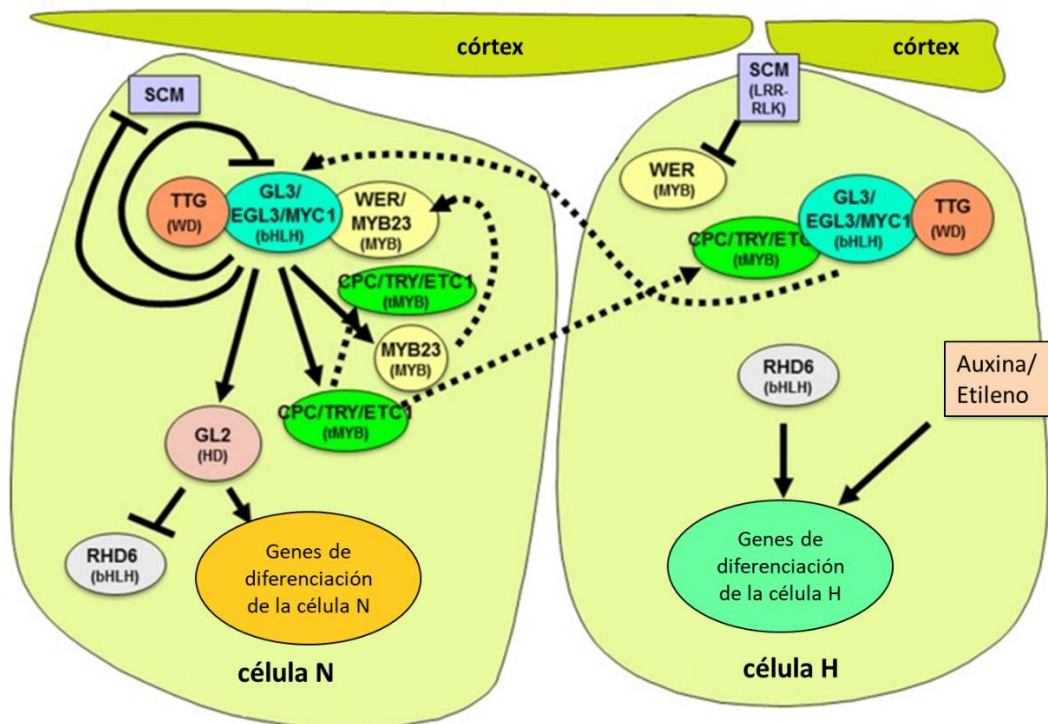 córtex
córtex
SCM
TTG
(WD)
GL3/
EGL3/MYC1
(bHLH)
WER/
MYB23
(MYB)
CPC/TRY/ETC1
(tMYB)
MYB23
(MYB)
CPC/TRY/ETC1
(tMYB)
GL2
(HD)
RHD6
(bHLH)
Genes de
diferenciación
de la célula N
célula N
SCM
(LRR-
RLK)
WER
(MYB)
GL3/
EGL3/MYC1
(bHLH)
TTG
(WD)
CPC/TRY/ETC
(tMYB)
RHD6
(bHLH)
Auxina/
Etileno
Genes de
diferenciación
de la célula H
célula H